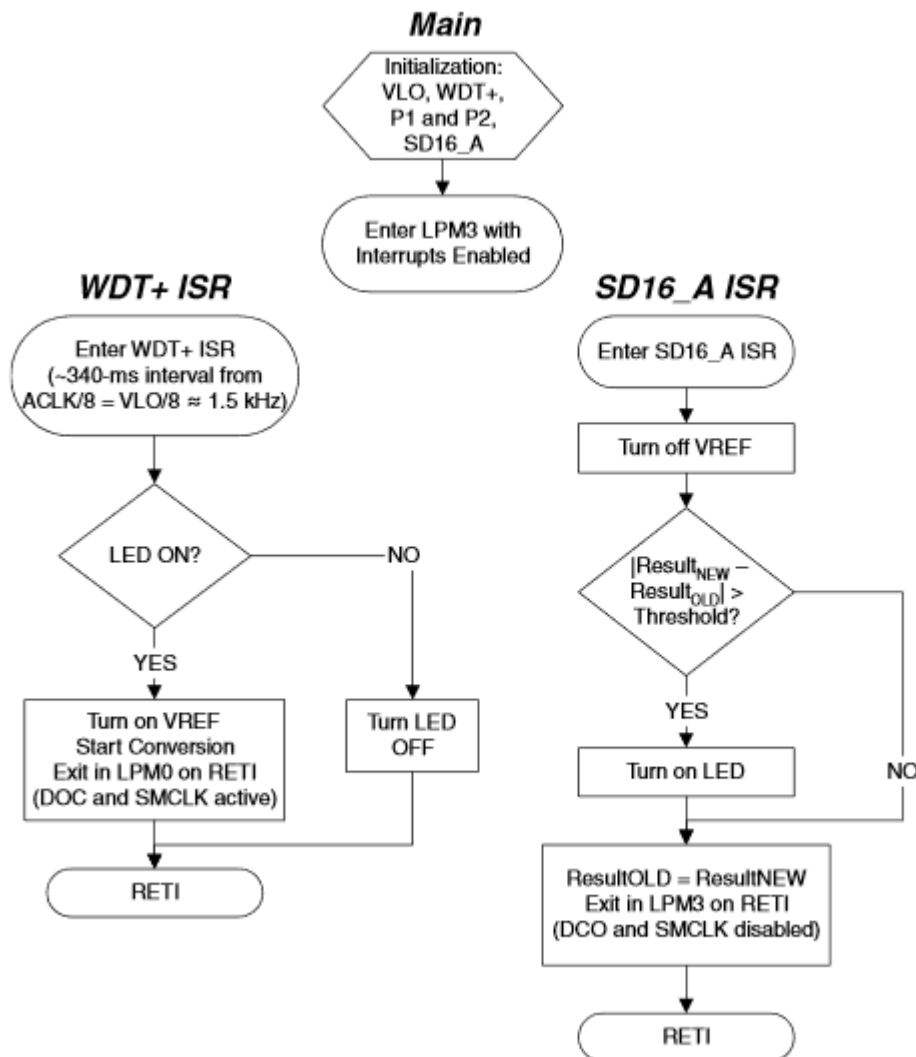 Main
Initialization:
VLO, WDT+,
P1 and P2,
SD16_A
Enter LPM3 with
Interrupts Enabled
WDT+ ISR
Enter WDT+ ISR
(~340-ms interval from
ACLK/8 = VLO/8 ≈ 1.5 kHz)
LED ON?
NO
YES
Turn on VREF
Start Conversion
Exit in LPM0 on RETI
(DOC and SMCLK active)
Turn LED
OFF
RETI
SD16_A ISR
Enter SD16_A ISR
Turn off VREF
|ResultNEW –
ResultOLD| >
Threshold?
YES
NO
Turn on LED
ResultOLD = ResultNEW
Exit in LPM3 on RETI
(DCO and SMCLK disabled)
RETI